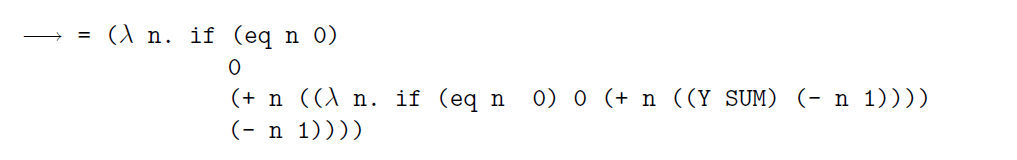 ⟶ = (λ n. if (eq n 0)
0
(+ n ((λ n. if (eq n 0) 0 (+ n ((Y SUM) (- n 1))))
(- n 1))))